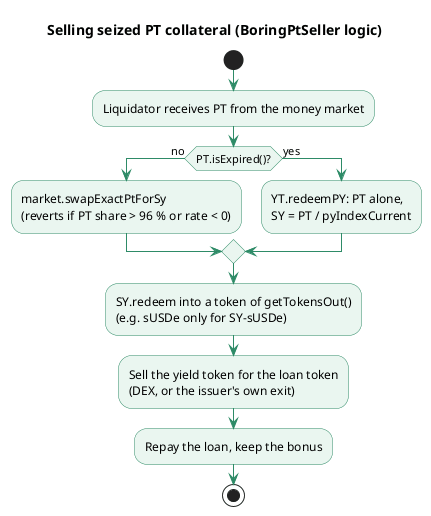 Selling seized PT collateral (BoringPtSeller logic)
Liquidator receives PT from the money market
no
PT.isExpired()?
yes
market.swapExactPtForSy
(reverts if PT share > 96 % or rate < 0)
YT.redeemPY: PT alone,
SY = PT / pyIndexCurrent
SY.redeem into a token of getTokensOut()
(e.g. sUSDe only for SY-sUSDe)
Sell the yield token for the loan token
(DEX, or the issuer's own exit)
Repay the loan, keep the bonus